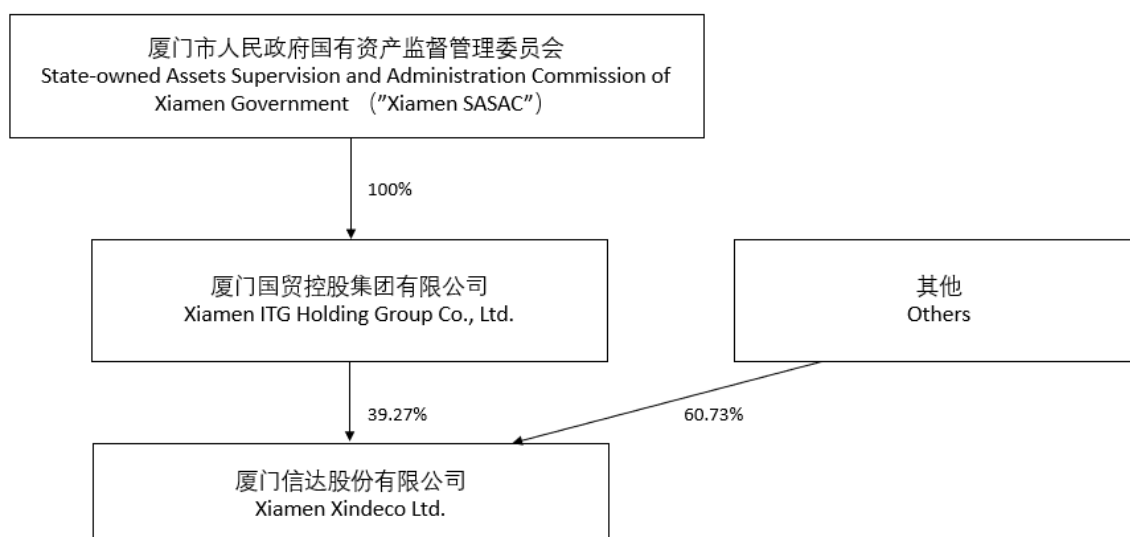 厦门市人民政府国有资产监督管理委员会
State-owned Assets Supervision and Administration Commission of
Xiamen Government （”Xiamen SASAC”）
100%
厦门国贸控股集团有限公司
Xiamen ITG Holding Group Co., Ltd.
其他
Others
39.27%
60.73%
厦门信达股份有限公司
Xiamen Xindeco Ltd.